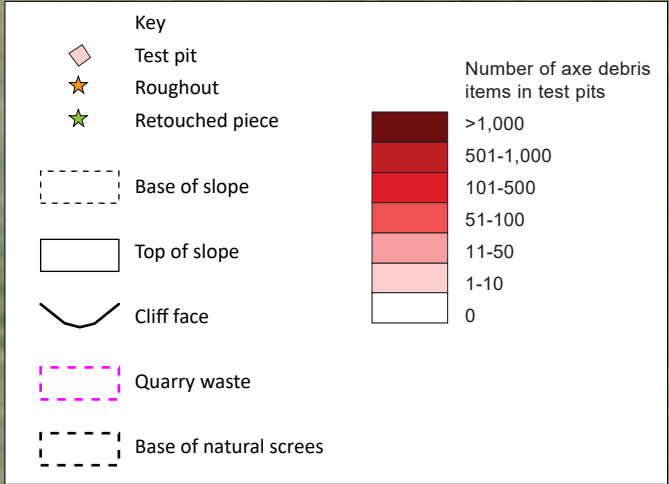 Key
Test pit
Roughout
Retouched piece
Base of slope
Top of slope
Cliff face
Quarry waste
Base of natural screes
Number of axe debris
items in test pits
>1,000
501-1,000
101-500
51-100
11-50
1-10
0